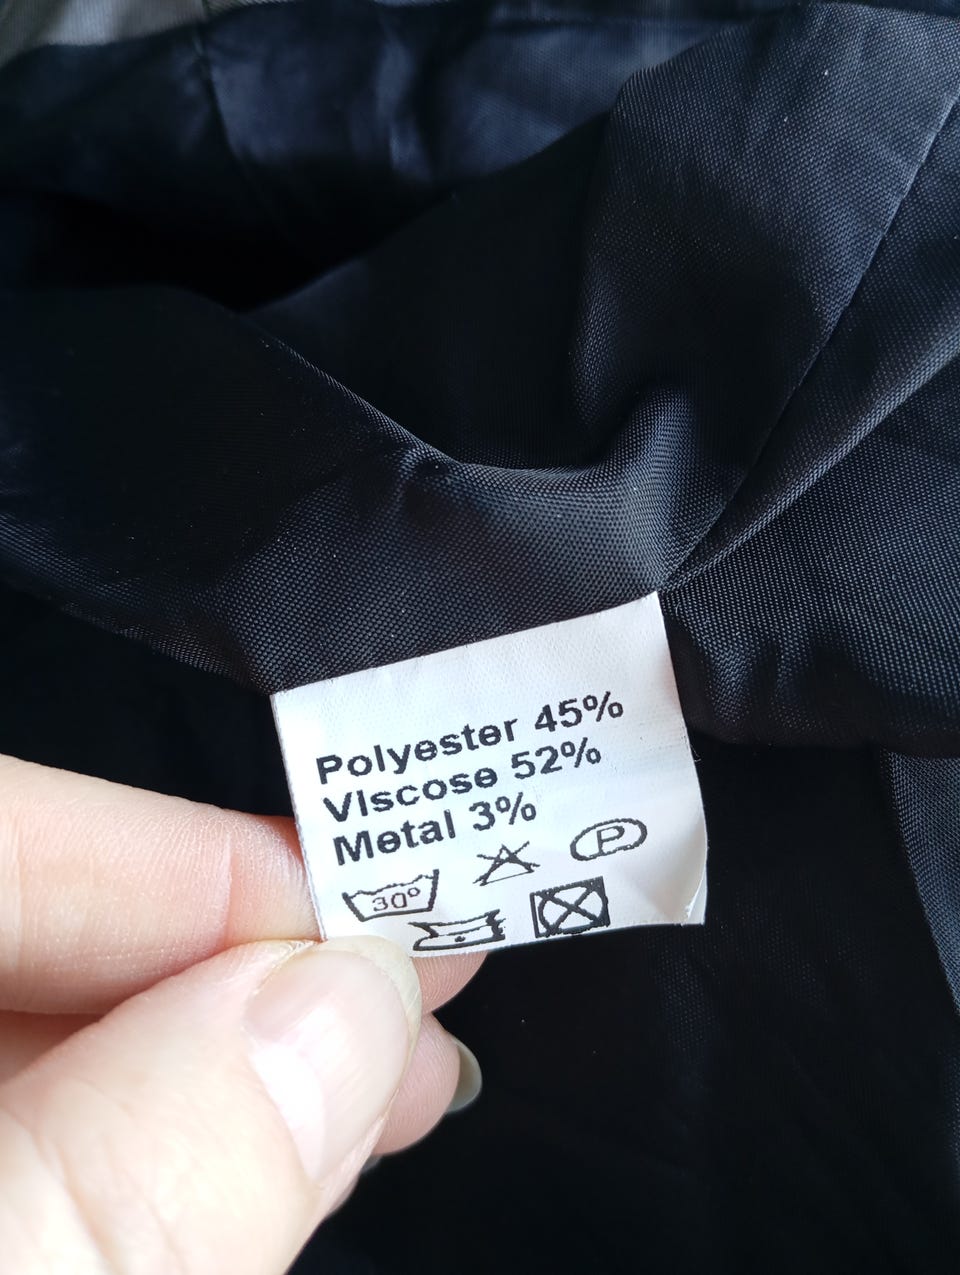 Polyester 45%
Viscose 52%
Metal 3%
30°
P